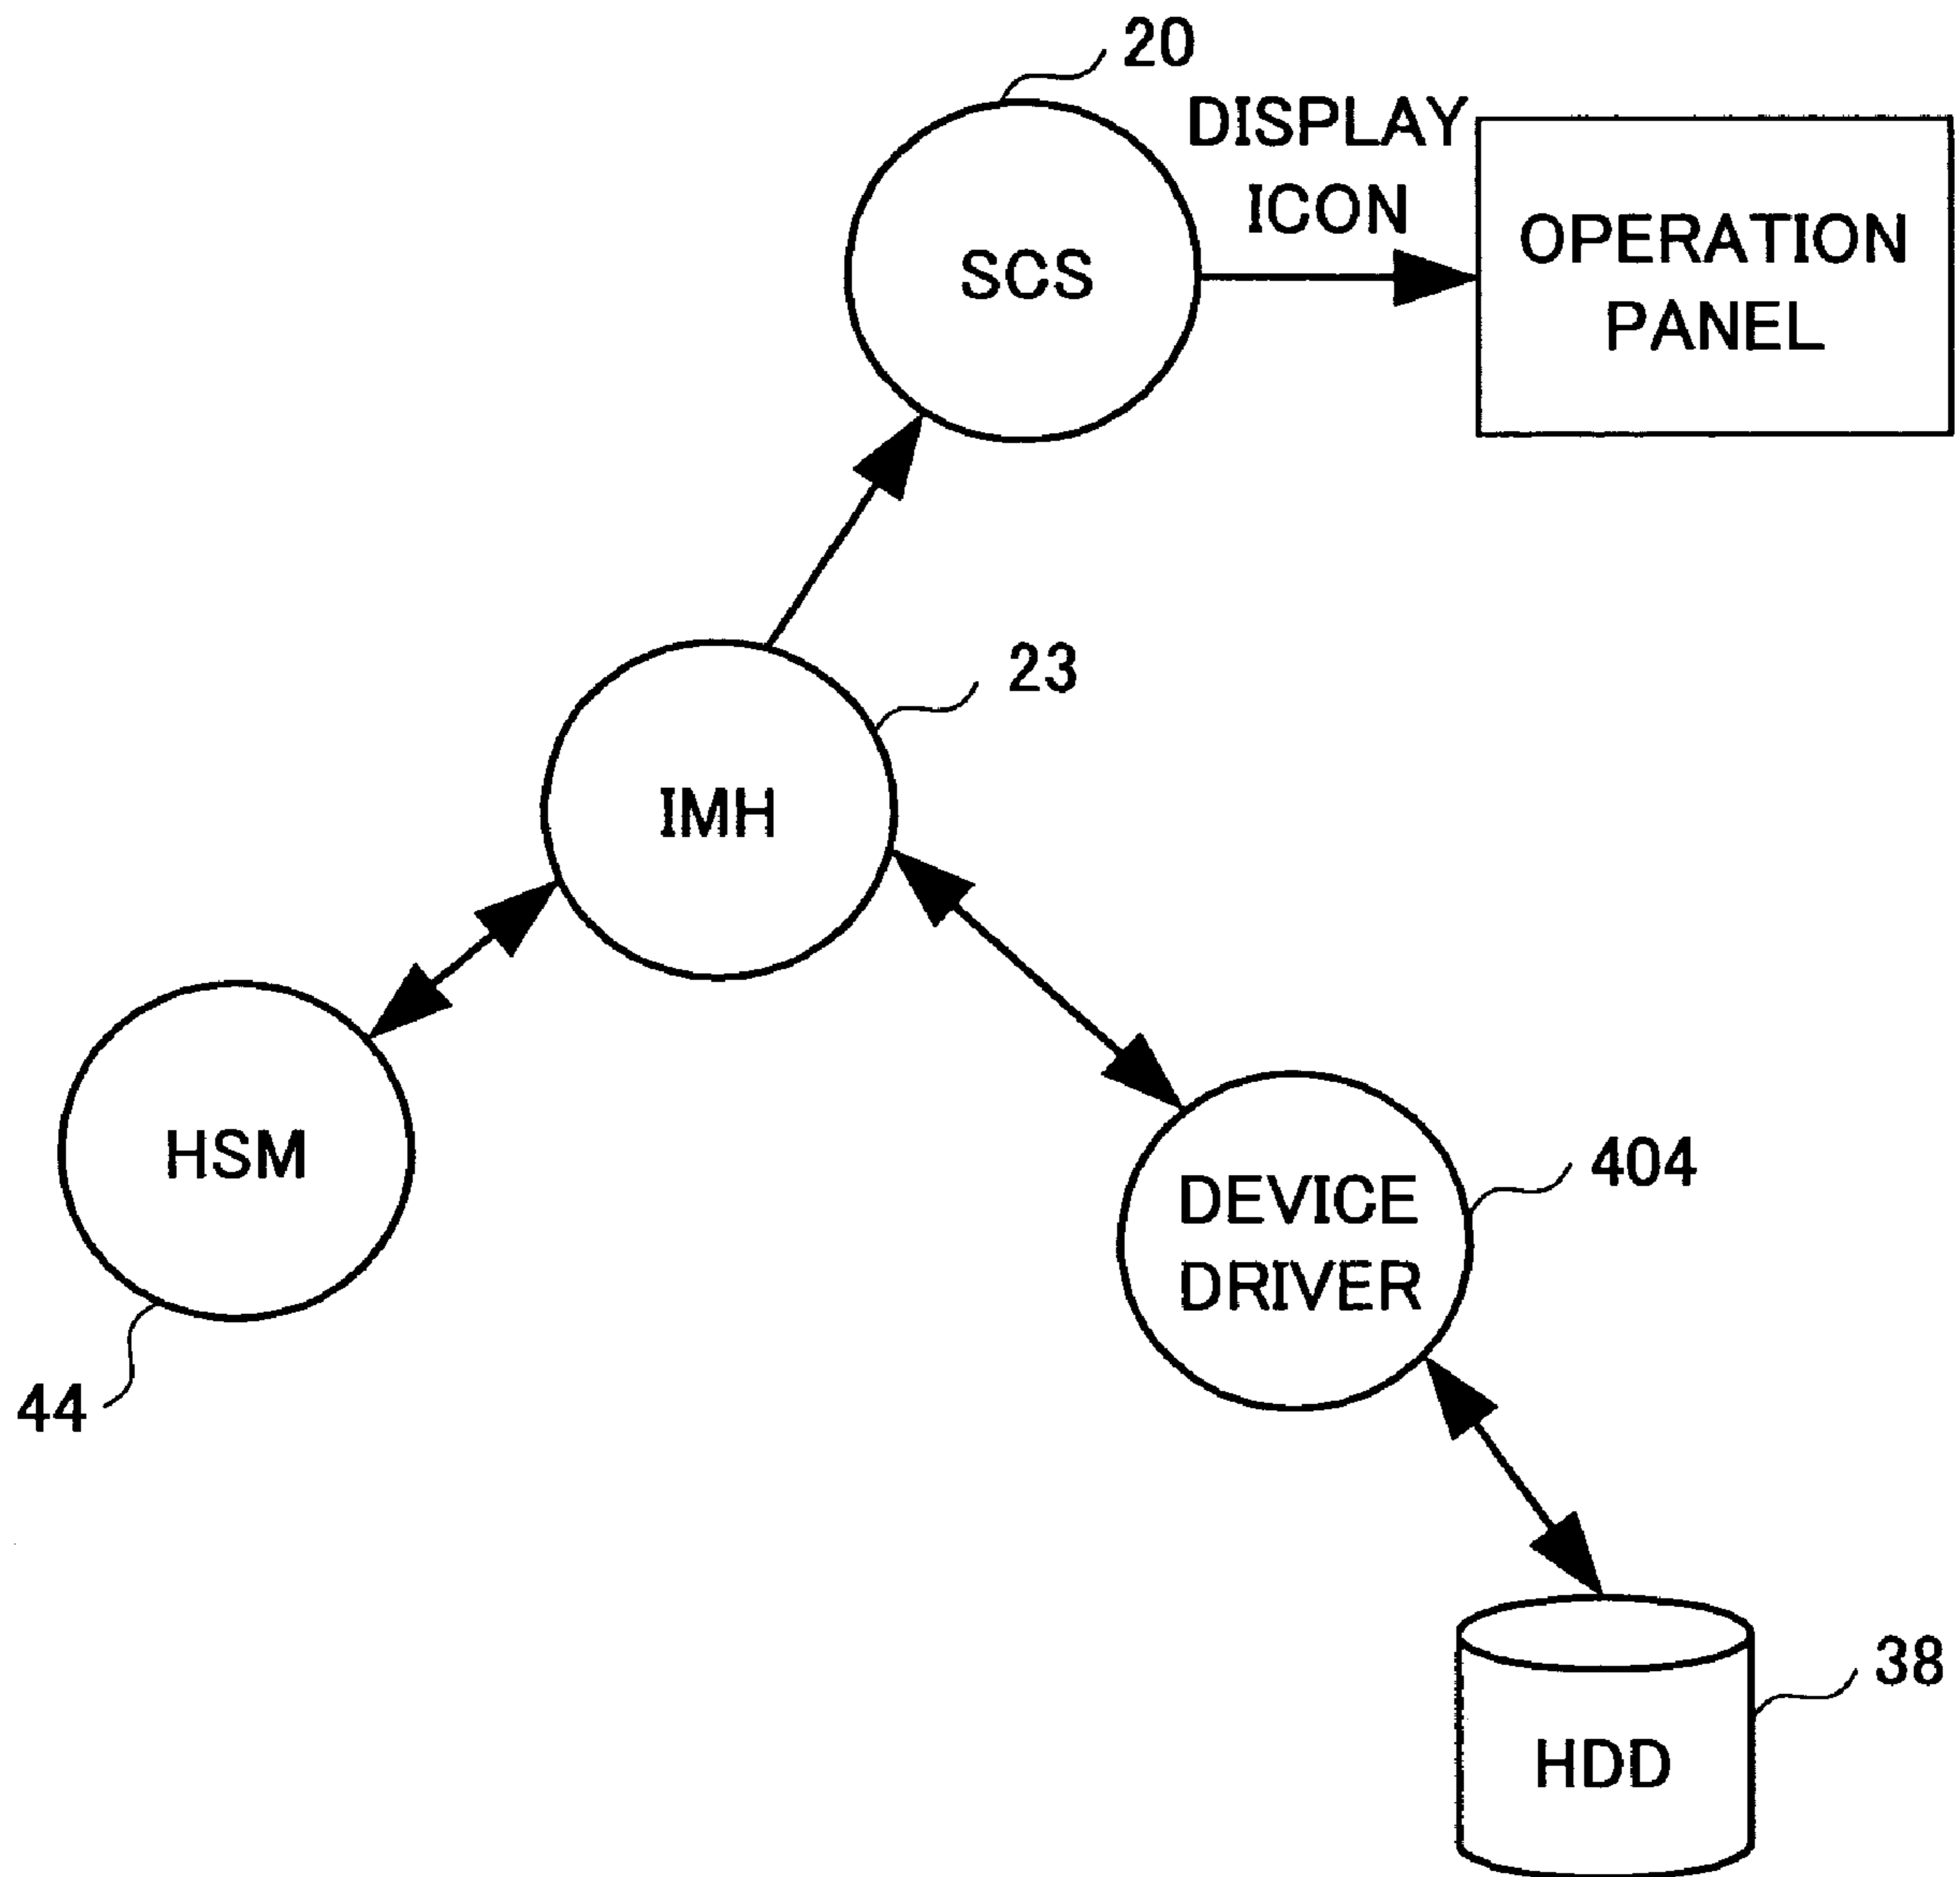 20
DISPLAY
ICON
SCS
OPERATION
PANEL
23
IMH
HSM
44
DEVICE
DRIVER
404
38
HDD